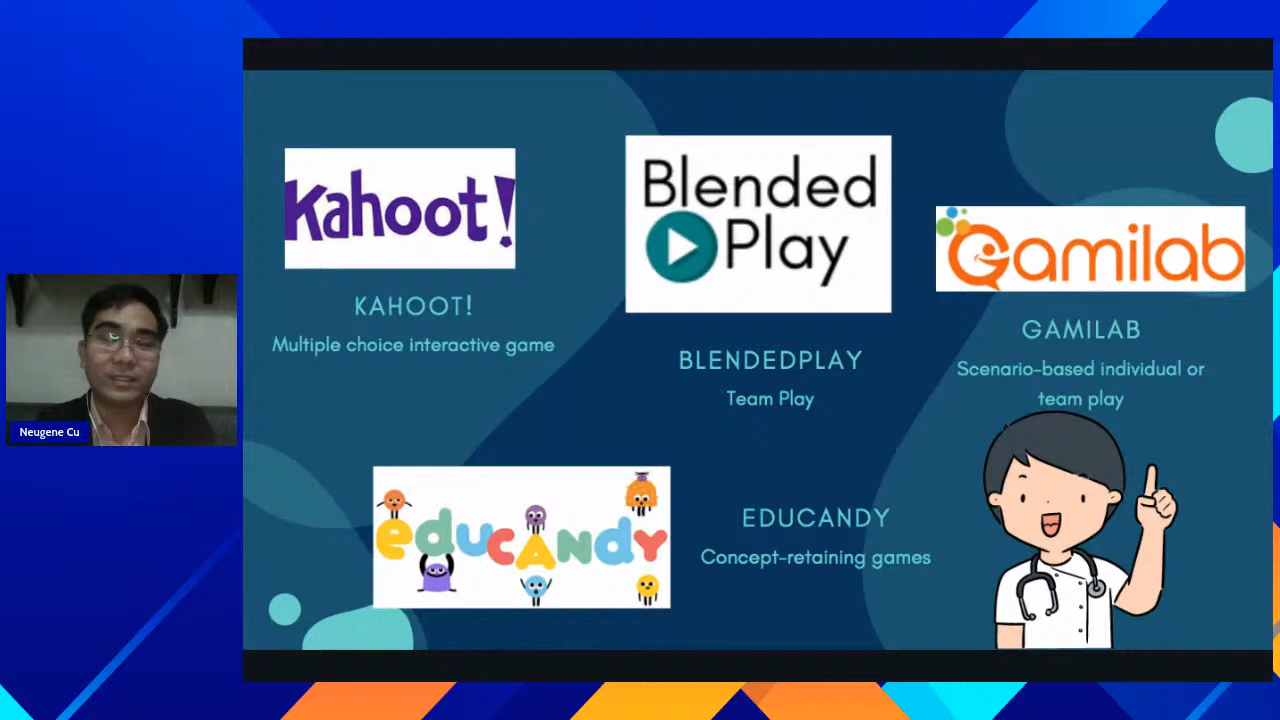 Kahoot!
KAHOOT!
Multiple choice interactive game
Blended
Play
BLENDEDPLAY
Team Play
Gamilab
GAMILAB
Scenario-based individual or
team play
Neugene Cu
eduCANDY
EDUCANDY
Concept-retaining games